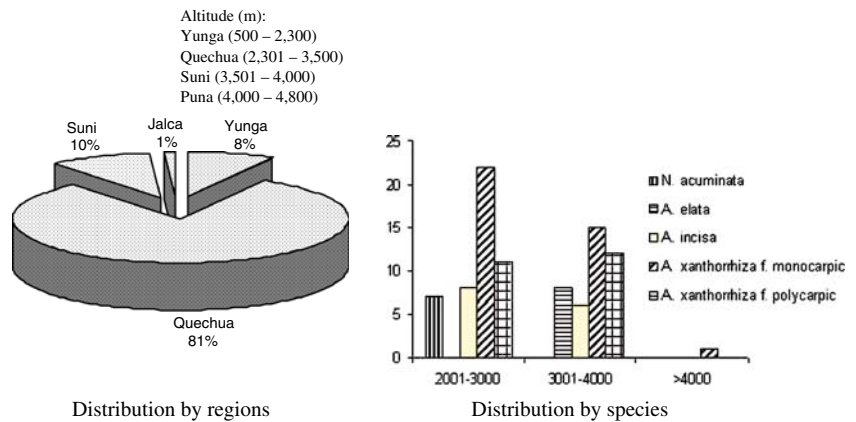 Altitude (m):
Yunga (500 – 2,300)
Quechua (2,301 – 3,500)
Suni (3,501 – 4,000)
Puna (4,000 – 4,800)
Suni
10%
Jalca
1%
Yunga
8%
Quechua
81%
Distribution by regions
25
20
15
10
5
0
2001-3000
3001-4000
>4000
N. acuminata
A. elata
A. incisa
A. xanthorrhiza f. monocarpic
A. xanthorrhiza f. polycarpic
Distribution by species